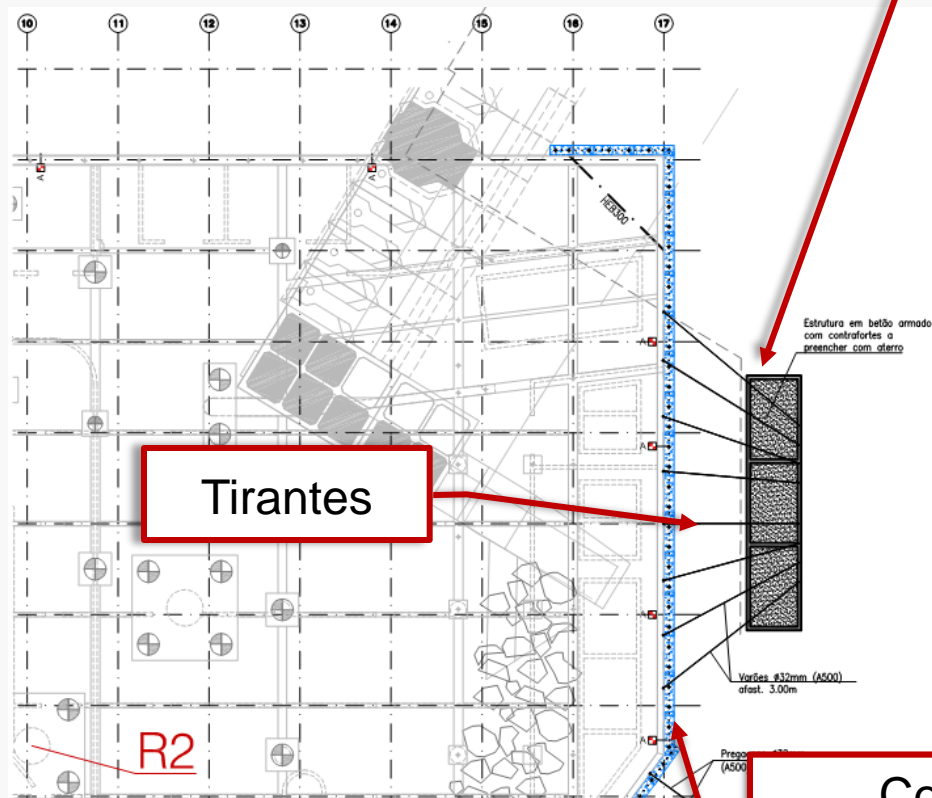 10 11 12 13 14 15 16 17
A
A
HEB300
Estrutura em betão armado
com contrafortes a
preencher com aterro
A
A
Tirantes
A
Varões ø32mm (A500)
afast. 3.00m
R2
A
(A500
Co